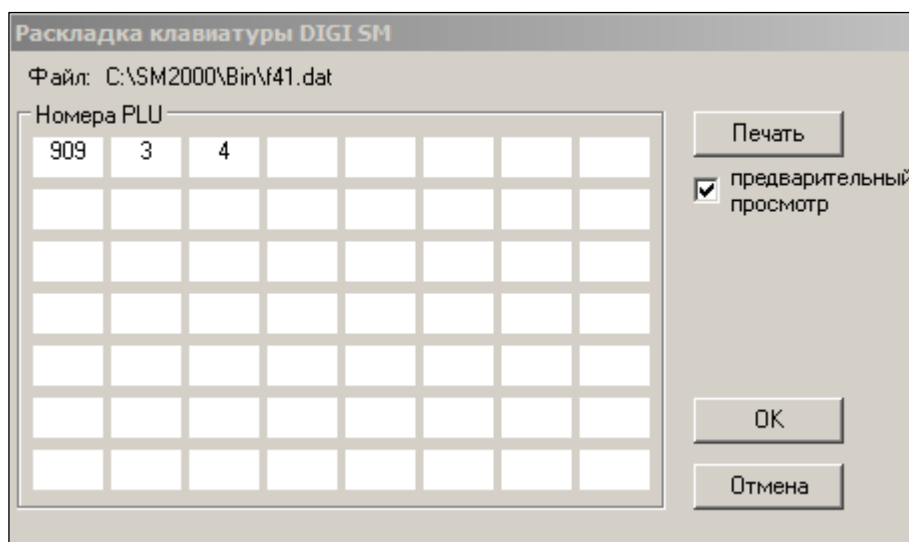 Раскладка клавиатуры DIGI SM
Файл: C:\SM2000\Bin\f41.dat
Номера PLU
909 3 4
Печать
предварительный
просмотр
OK
Отмена